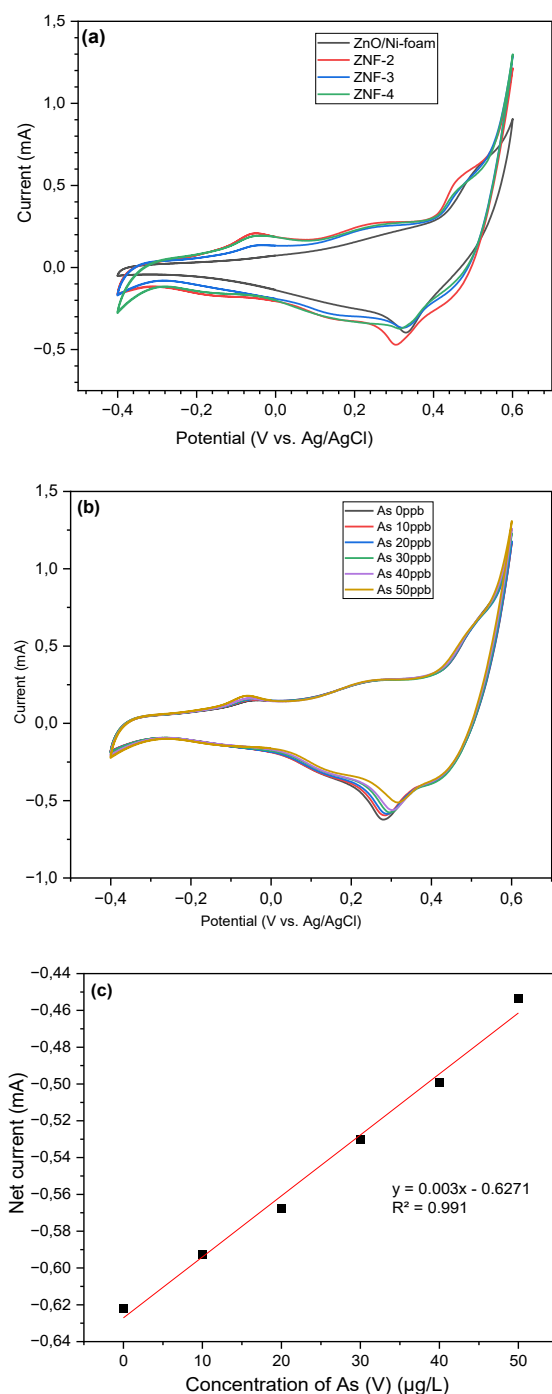 (a)
ZnO/Ni-foam
ZNF-2
ZNF-3
ZNF-4
1,5
1,0
0,5
0,0
−0,5
Current (mA)
−0,4 −0,2 0,0 0,2 0,4 0,6
Potential (V vs. Ag/AgCl)
(b)
As 0ppb
As 10ppb
As 20ppb
As 30ppb
As 40ppb
As 50ppb
1,5
1,0
0,5
0,0
−0,5
−1,0
Current (mA)
−0,4 −0,2 0,0 0,2 0,4 0,6
Potential (V vs. Ag/AgCl)
(c)
−0,44
−0,46
−0,48
−0,50
−0,52
−0,54
−0,56
−0,58
−0,60
−0,62
−0,64
Net current (mA)
y = 0.003x - 0.6271
R² = 0.991
0 10 20 30 40 50
Concentration of As (V) (µg/L)